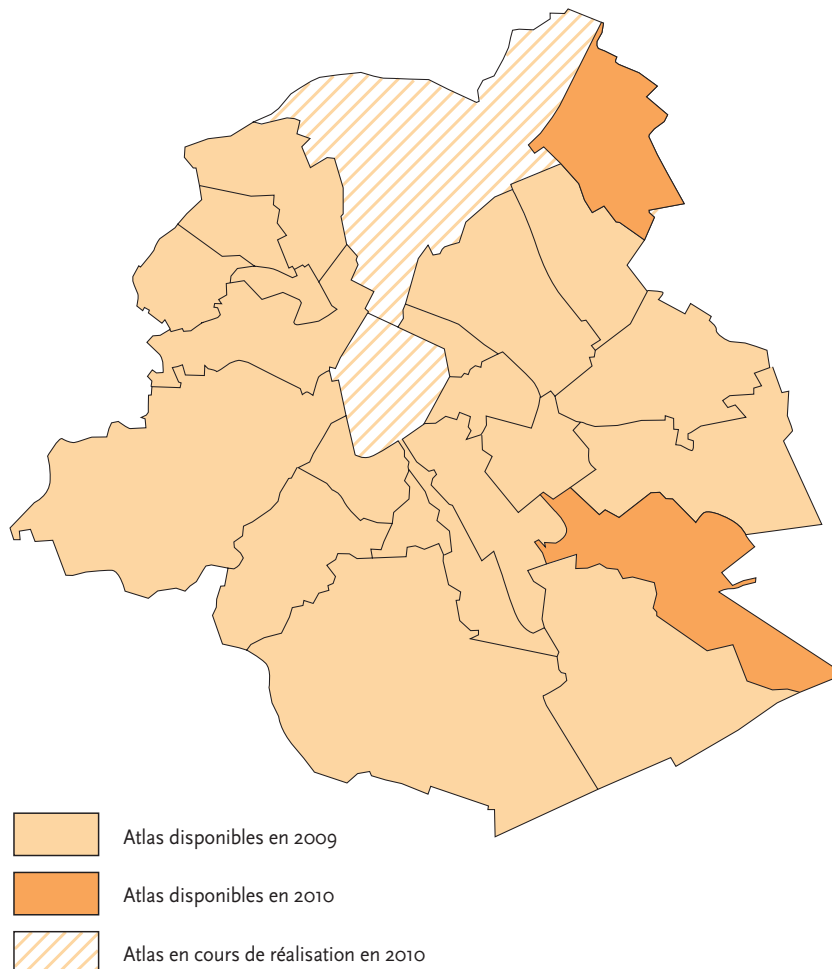 Atlas disponibles en 2009
Atlas disponibles en 2010
Atlas en cours de réalisation en 2010